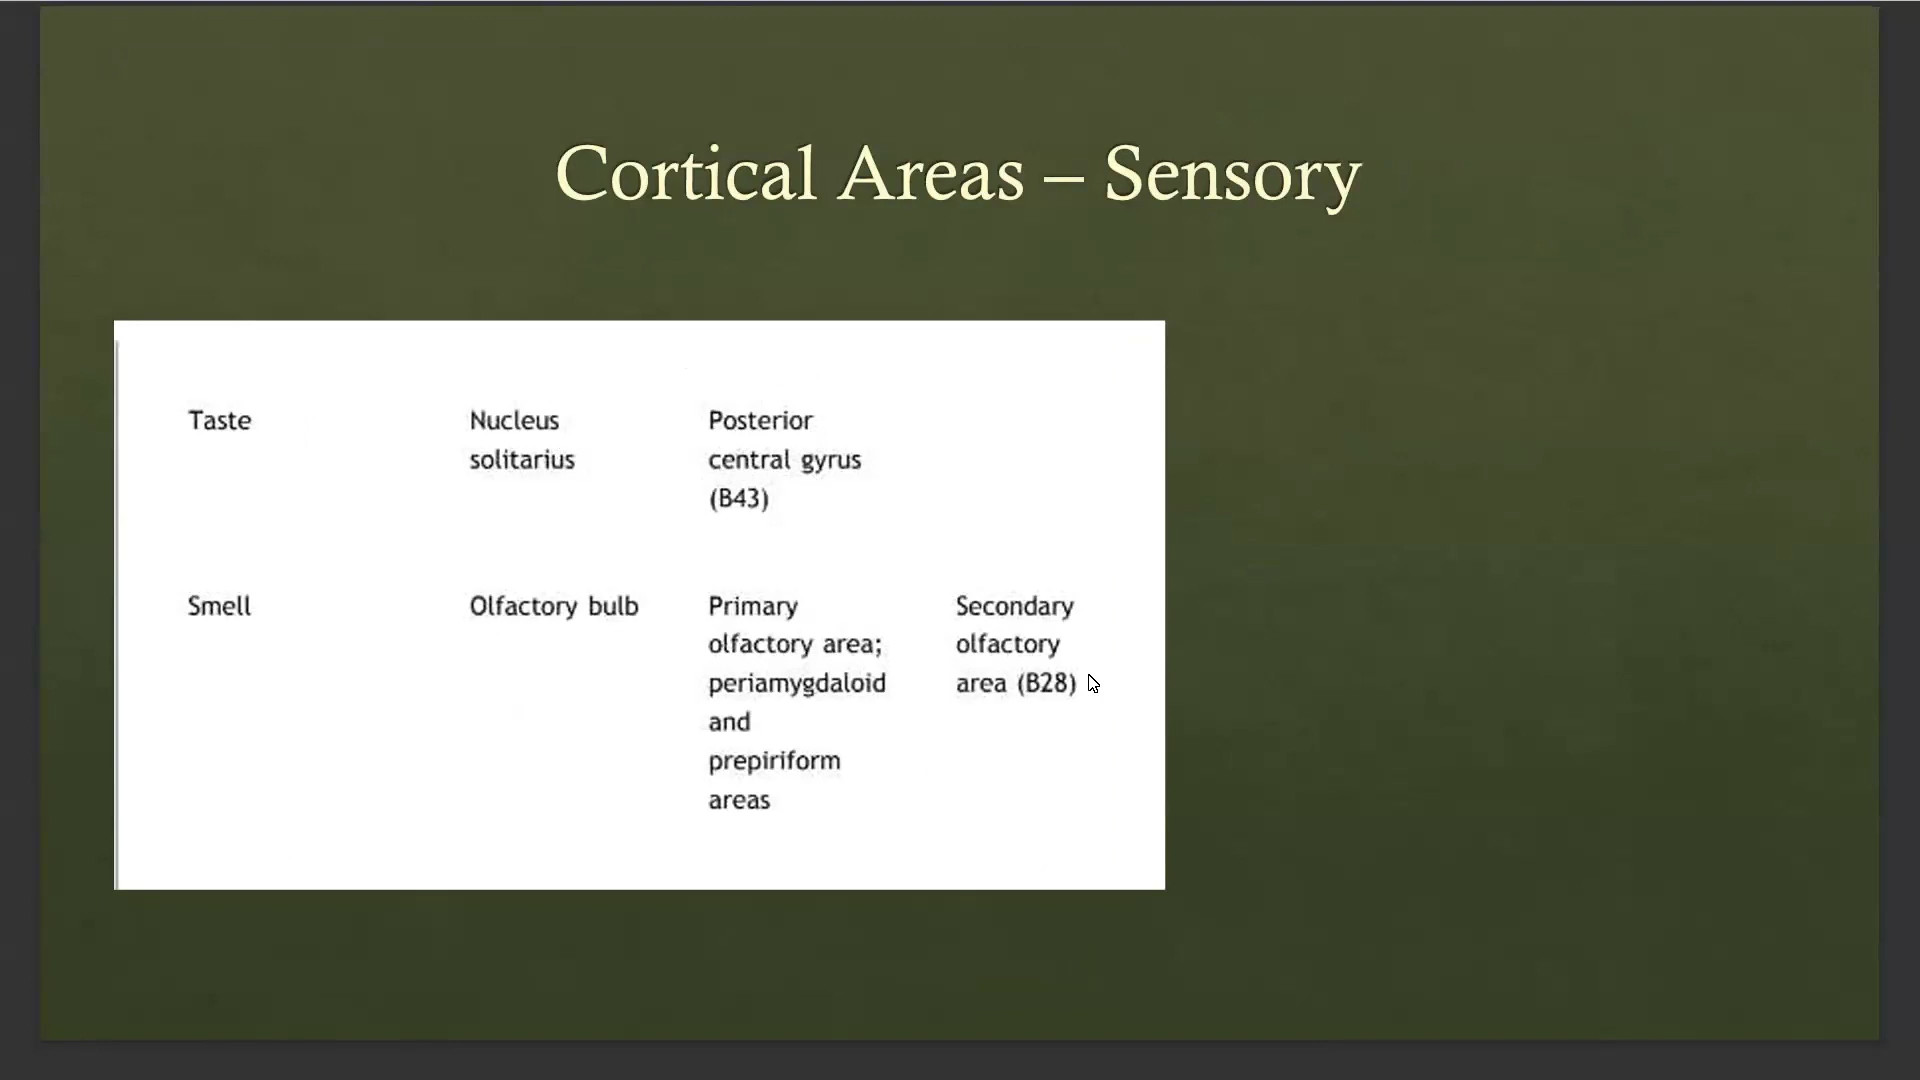 Cortical Areas – Sensory
Taste
Nucleus
solitarius
Posterior
central gyrus
(B43)
Smell
Olfactory bulb
Primary
olfactory area;
periamygdaloid
and
prepiriform
areas
Secondary
olfactory
area (B28)